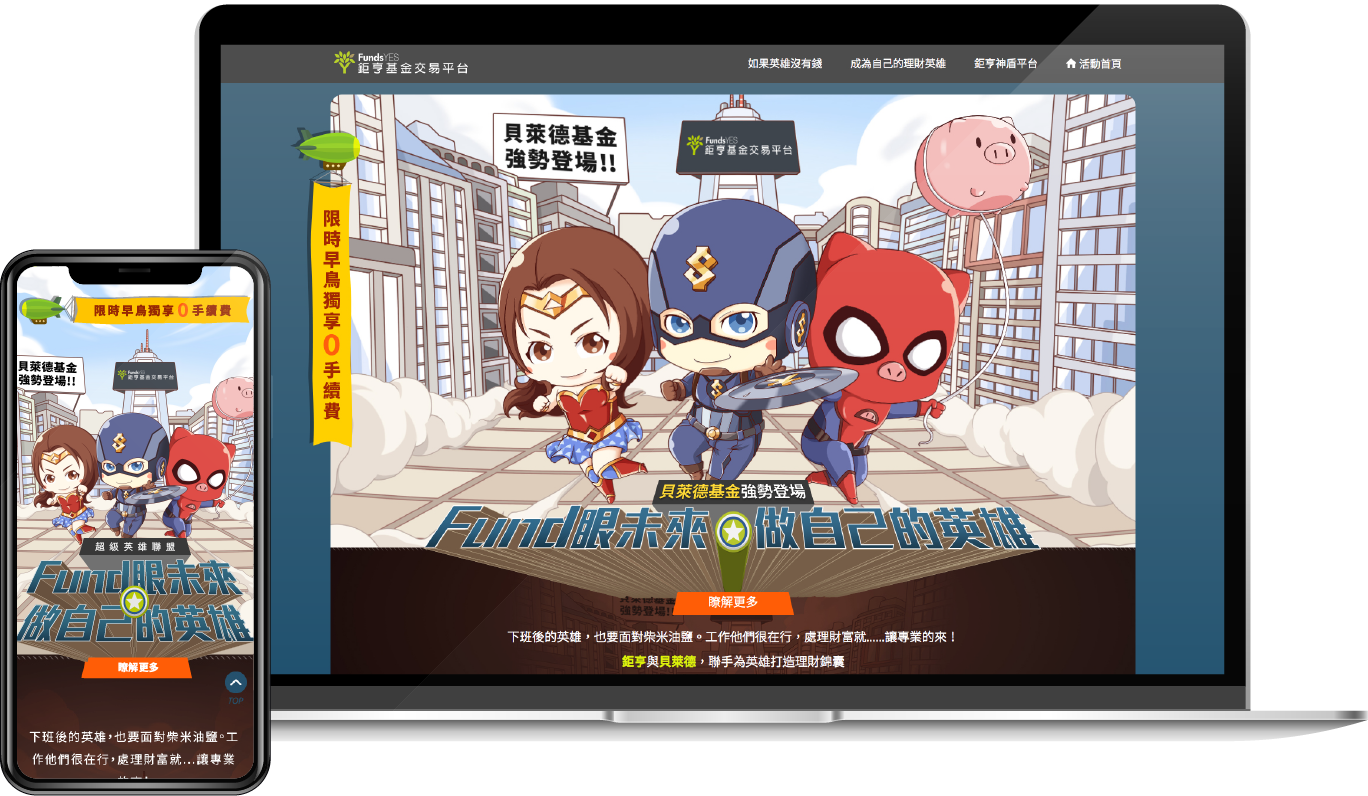 FundsYES
鉅亨基金交易平台
如果英雄沒有錢
成為自己的理財英雄
鉅亨神盾平台
活動首頁
貝萊德基金
強勢登場!!
FundsYES
鉅亨基金交易平台
限時早鳥獨享0手續費
貝萊德基金強勢登場
Fund眼未來 做自己的英雄
強勢登場!!
瞭解更多
下班後的英雄，也要面對柴米油鹽。工作他們很在行，處理財富就......讓專業的來！
鉅亨與貝萊德，聯手為英雄打造理財錦囊
限時早鳥獨享0手續費
貝萊德基金
強勢登場!!
FundsYES
鉅亨基金交易平台
超級英雄聯盟
Fund眼未來
做自己的英雄
瞭解更多
TOP
下班後的英雄，也要面對柴米油鹽。工
作他們很在行，處理財富就...讓專業